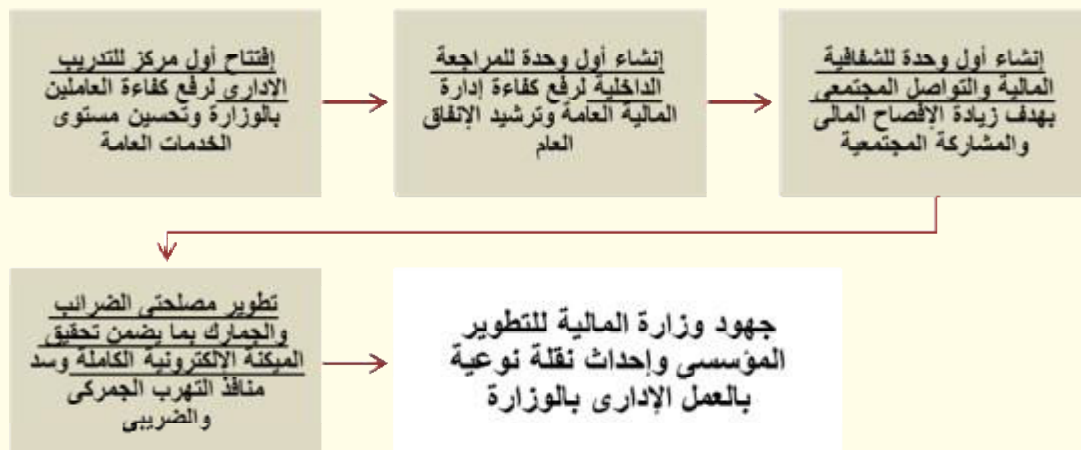 إفتتاح أول مركز للتدريب
الإدارى لرفع كفاءة العاملين
بالوزارة وتحسين مستوى
الخدمات العامة
إنشاء أول وحدة للمراجعة
الداخلية لرفع كفاءة إدارة
المالية العامة وترشيد الإنفاق
العام
إنشاء أول وحدة للشفافية
المالية والتواصل المجتمعى
بهدف زيادة الإفصاح المالى
والمشاركة المجتمعية
تطوير مصلحتى الضرائب
والجمارك بما يضمن تحقيق
الميكنة الإلكترونية الكاملة وسد
منافذ التهرب الجمركى
والضريبى
جهود وزارة المالية للتطوير
المؤسسى وإحداث نقلة نوعية
بالعمل الإدارى بالوزارة